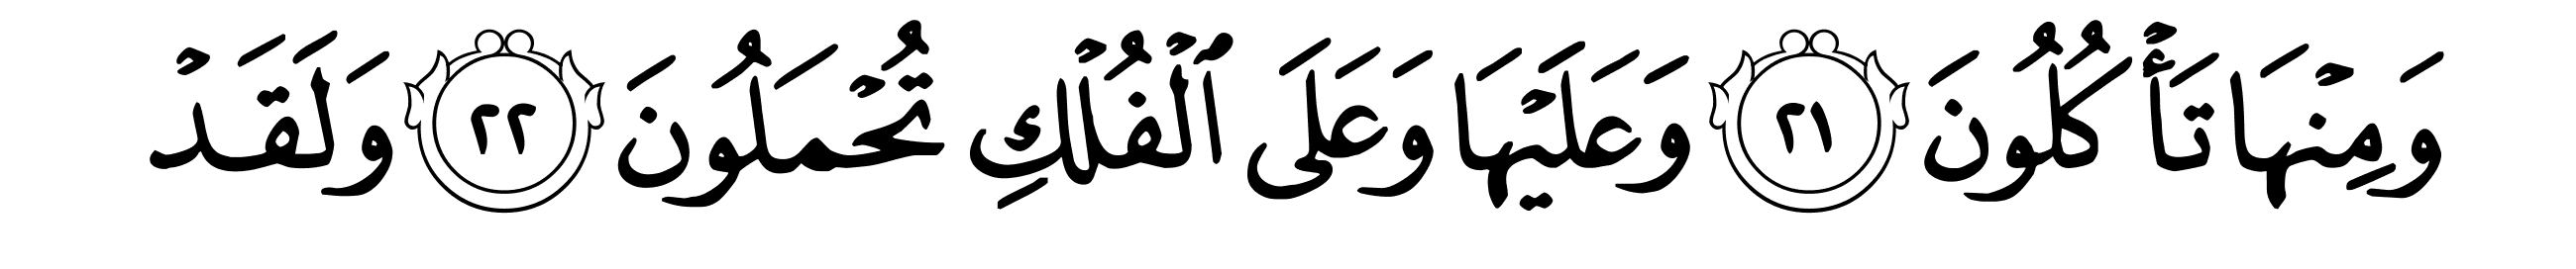 وَمِنْهَا تَأْكُلُونَ ٢١ وَعَلَيْهَا وَعَلَى ٱلْفُلْكِ تُحْمَلُونَ ٢٢ وَلَقَدْ